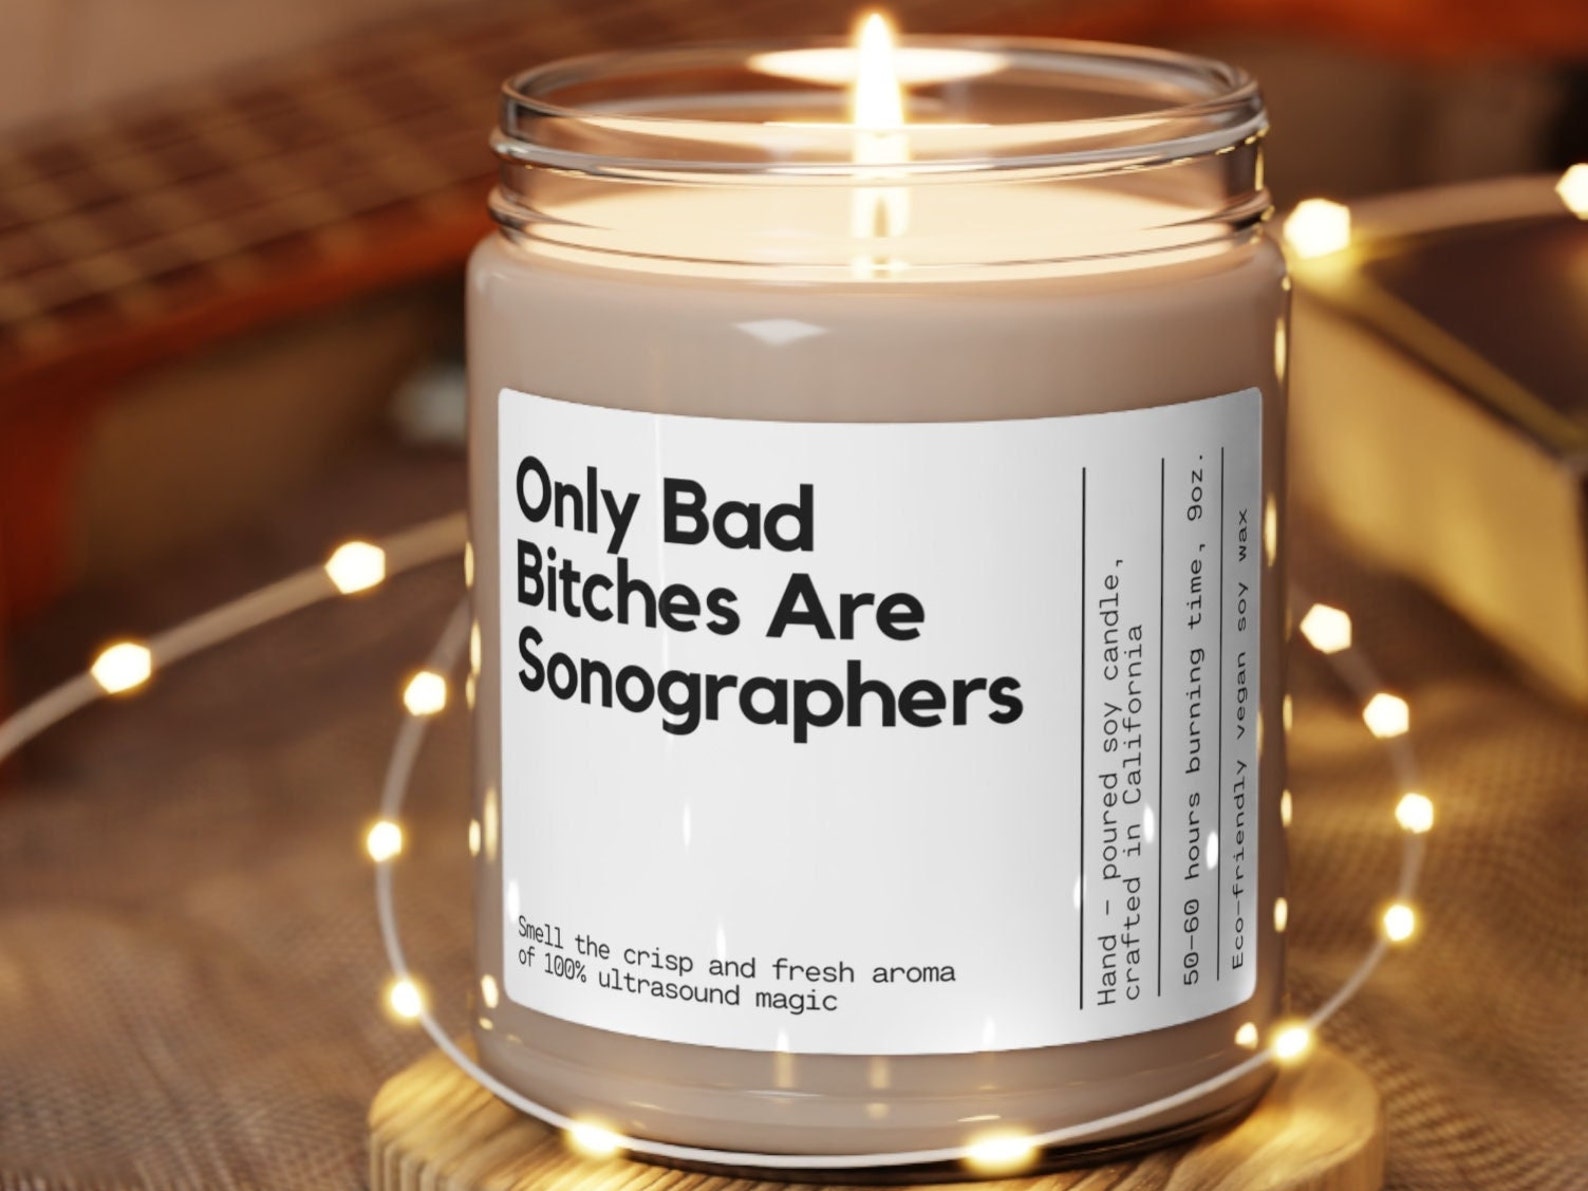 Only Bad
Bitches Are
Sonographers
Smell the crisp and fresh aroma
of 100% ultrasound magic
Hand - poured soy candle,
crafted in California
50-60 hours burning time, 9oz.
Eco-friendly vegan soy wax